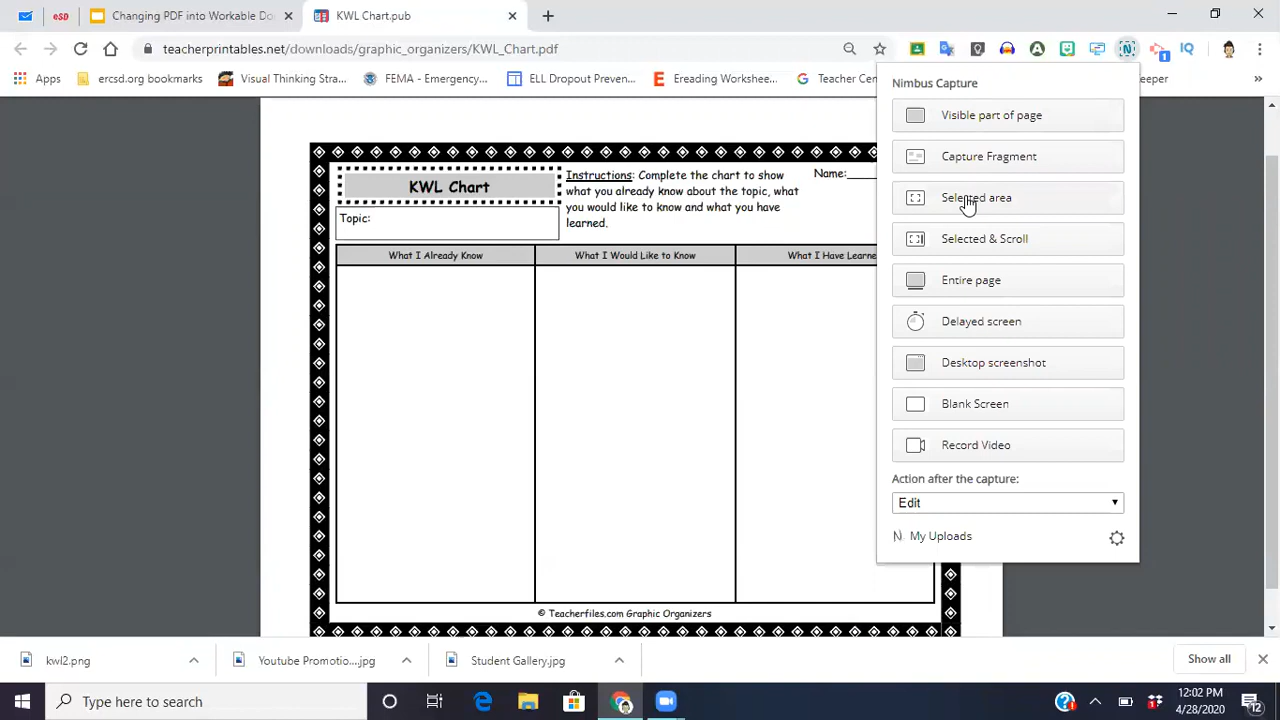 esD
Changing PDF into Workable Do
KWL Chart.pub
teacherprintables.net/downloads/graphic_organizers/KWL_Chart.pdf
Apps
ercsd.org bookmarks
Visual Thinking Stra...
FEMA - Emergency...
ELL Dropout Preven...
Ereading Workshee...
Teacher Cen
eeper
»
Nimbus Capture
Visible part of page
Capture Fragment
Selected area
Selected & Scroll
Entire page
Delayed screen
Desktop screenshot
Blank Screen
Record Video
Action after the capture:
Edit
My Uploads
KWL Chart
Topic:
Instructions: Complete the chart to show
what you already know about the topic, what
you would like to know and what you have
learned.
Name:___
What I Already Know
What I Would Like to Know
What I Have Learne
© Teacherfiles.com Graphic Organizers
kwl2.png
Youtube Promotio....jpg
Student Gallery.jpg
Show all
Type here to search
12:02 PM
4/28/2020
12